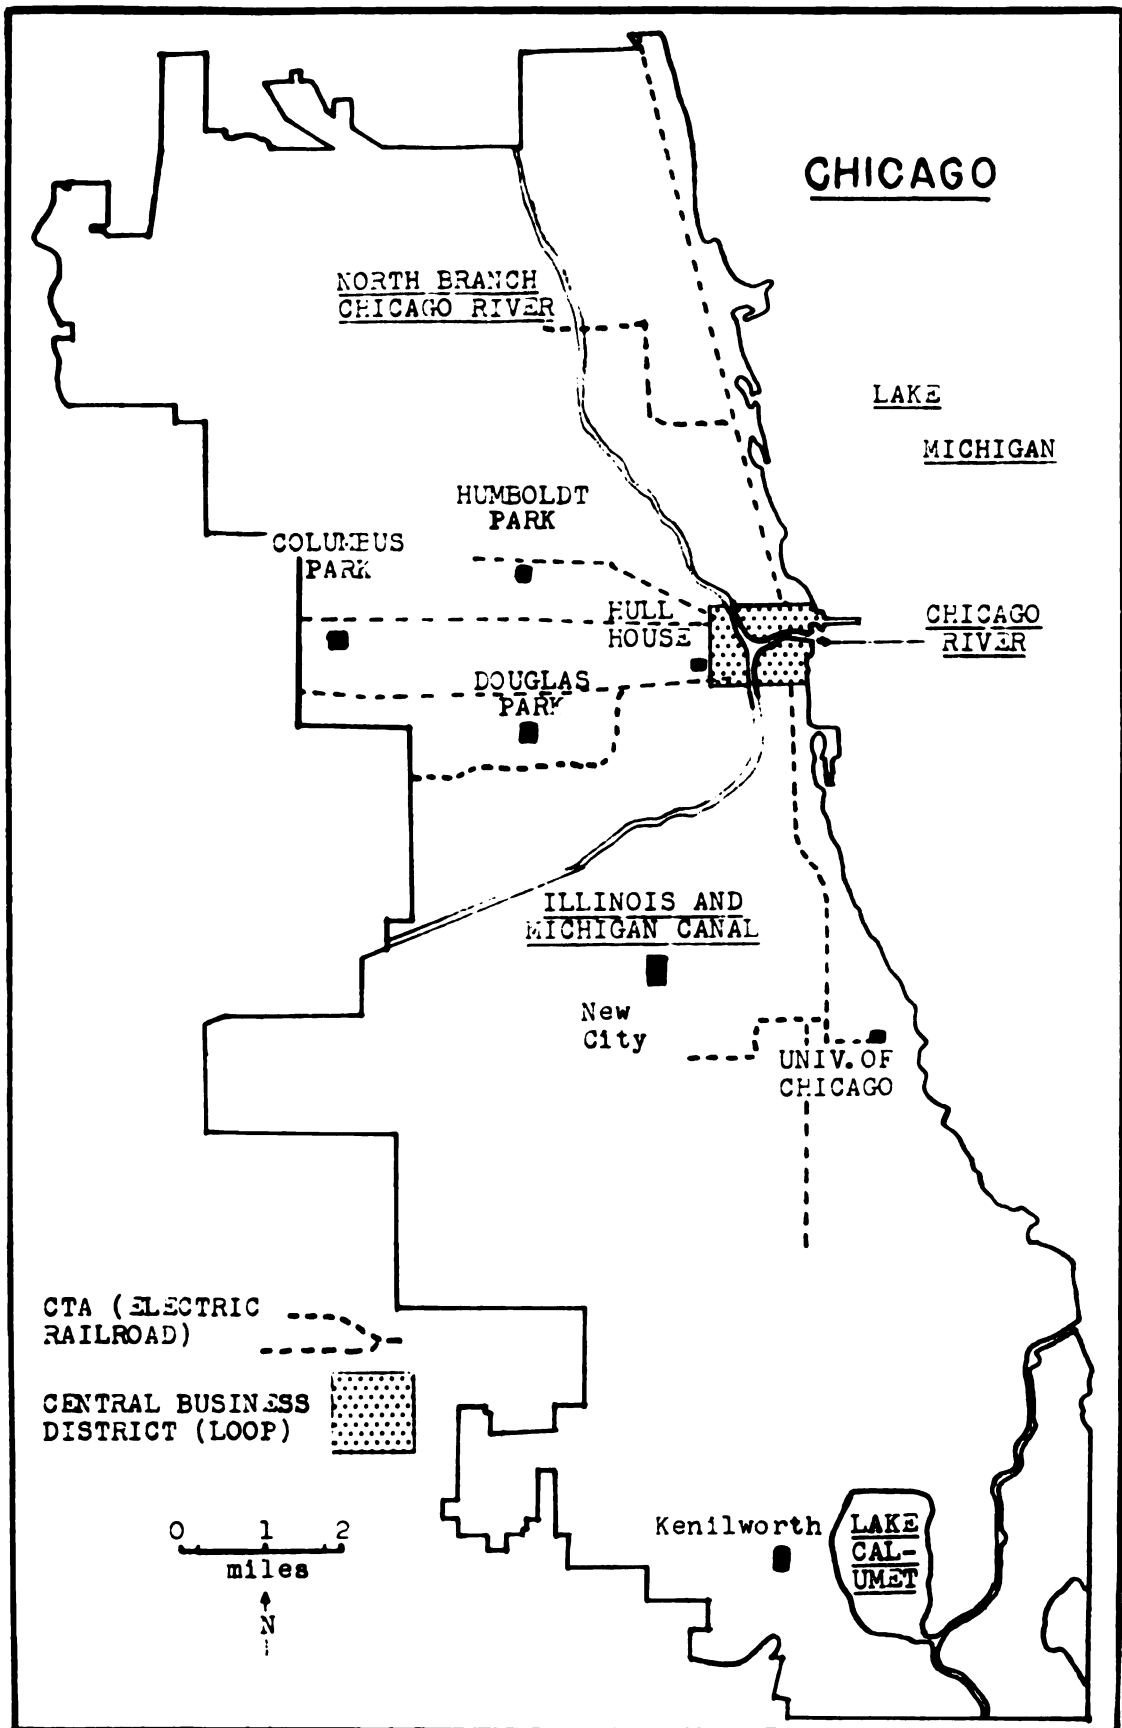 CHICAGO
NORTH BRANCH
CHICAGO RIVER
LAKE
MICHIGAN
HUMBOLDT
PARK
COLUMBUS
PARK
HULL
HOUSE
CHICAGO
RIVER
DOUGLAS
PARK
ILLINOIS AND
MICHIGAN CANAL
New
City
UNIV. OF
CHICAGO
CTA (ELECTRIC
RAILROAD)
CENTRAL BUSINESS
DISTRICT (LOOP)
0 1 2
miles
N
Kenilworth
LAKE
CAL-
UMET